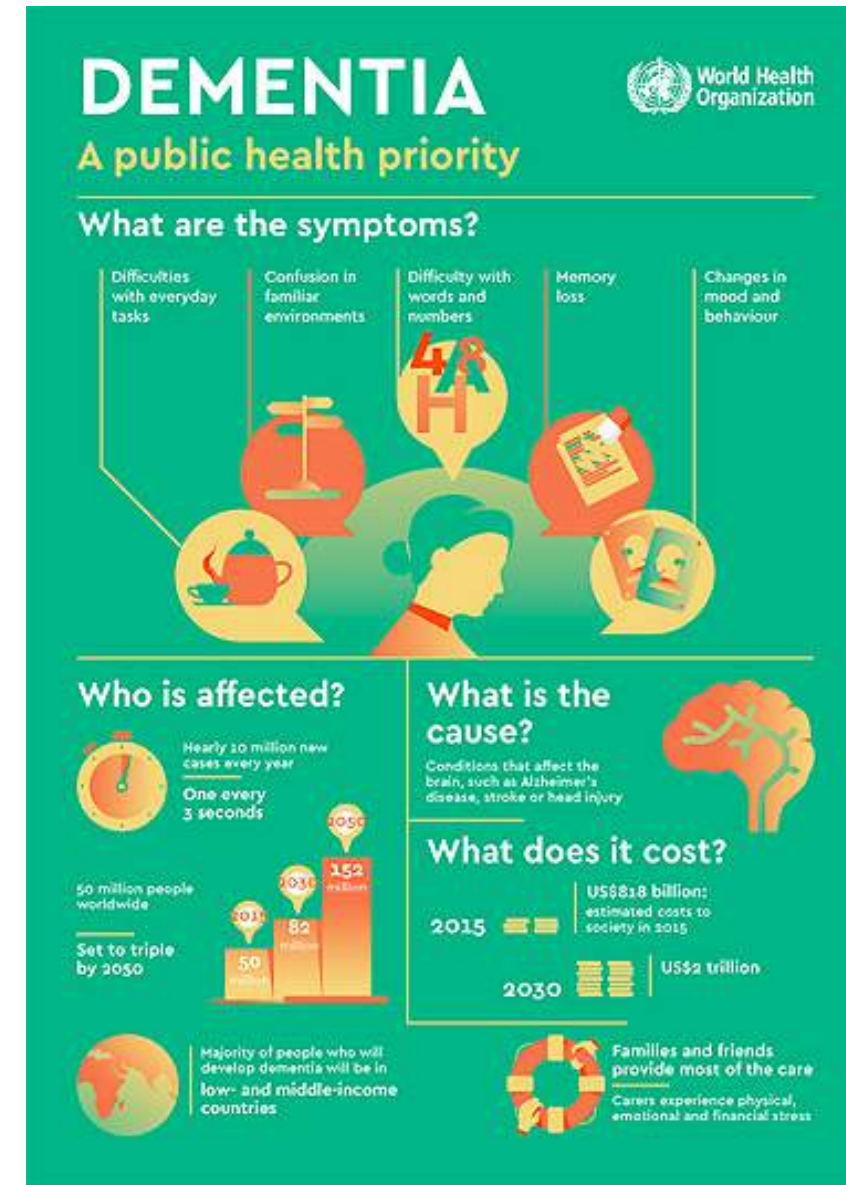 DEMENTIA
World Health
Organization
A public health priority
What are the symptoms?
Difficulties
with everyday
tasks
Confusion in
familiar
environments
Difficulty with
words and
numbers
Memory
loss
Changes in
mood and
behaviour
4 8
A
H
Who is affected?
Nearly 10 million new
cases every year
One every
3 seconds
50 million people
worldwide
Set to triple
by 2050
50
million
2030
82
million
2050
152
million
Majority of people who will
develop dementia will be in
low- and middle-income
countries
What is the
cause?
Conditions that affect the
brain, such as Alzheimer's
disease, stroke or head injury
What does it cost?
2015
US$818 billion:
estimated costs to
society in 2015
2030
US$2 trillion
Families and friends
provide most of the care
Carers experience physical,
emotional and financial stress